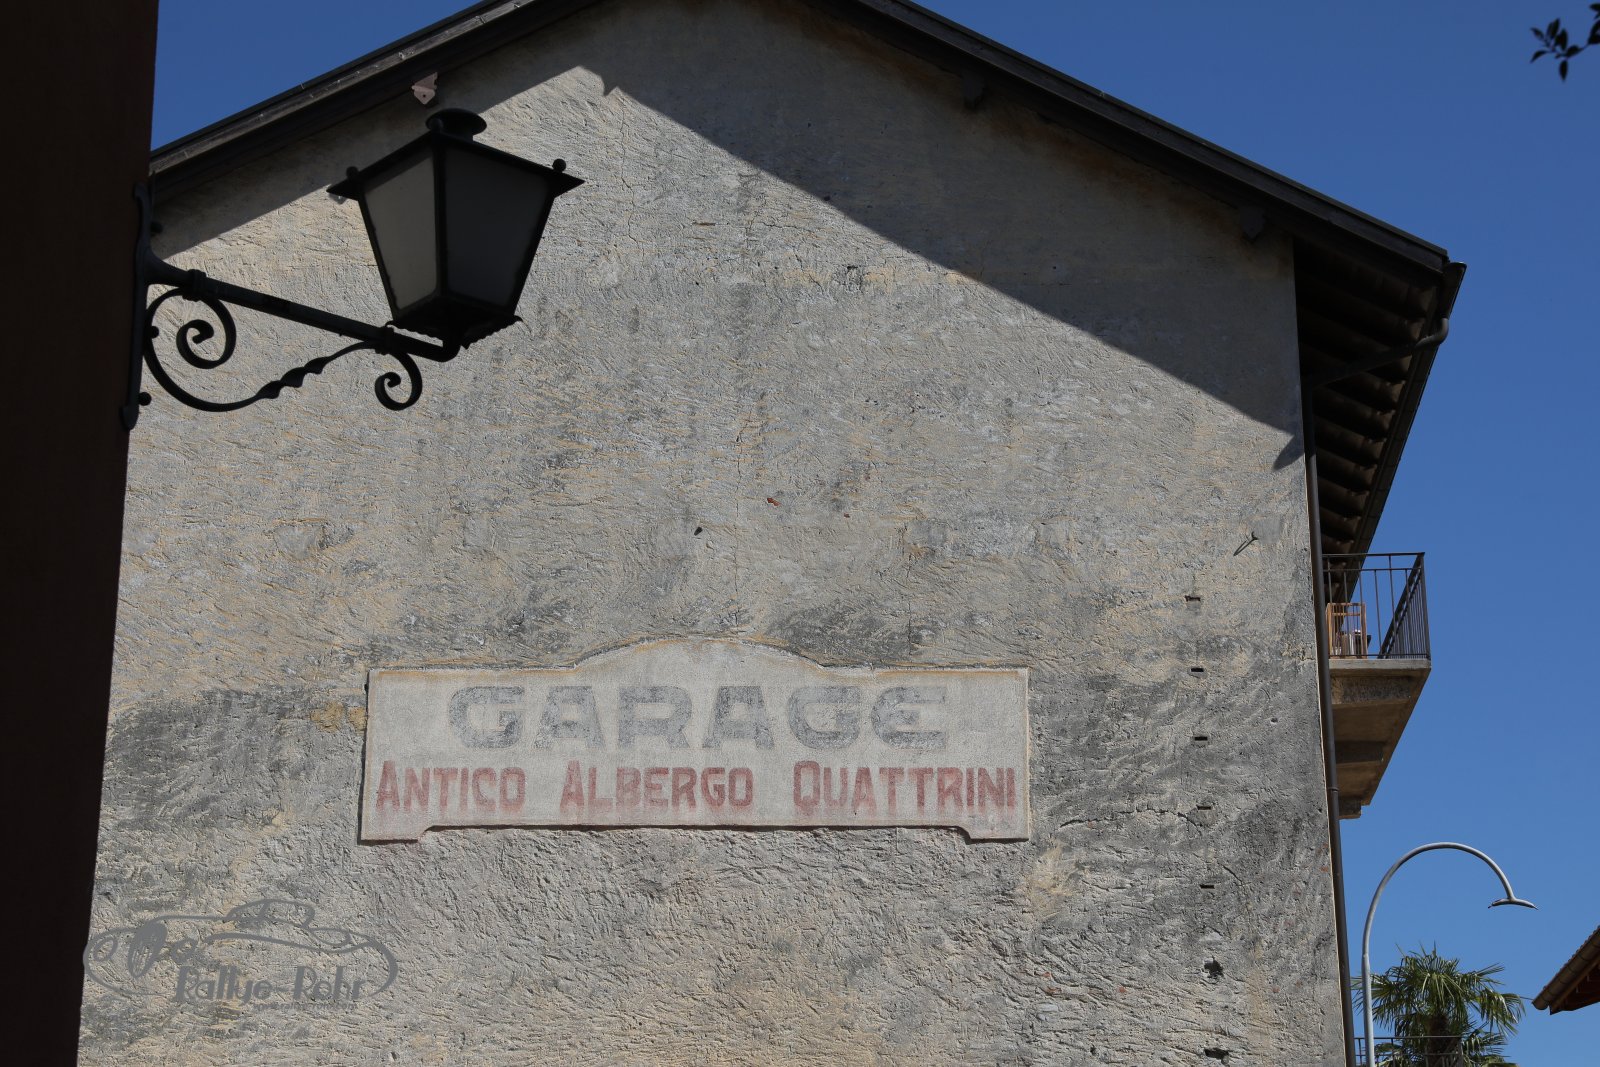 GARAGE
ANTICO ALBERGO QUATTRINI
Rallye-Rohr